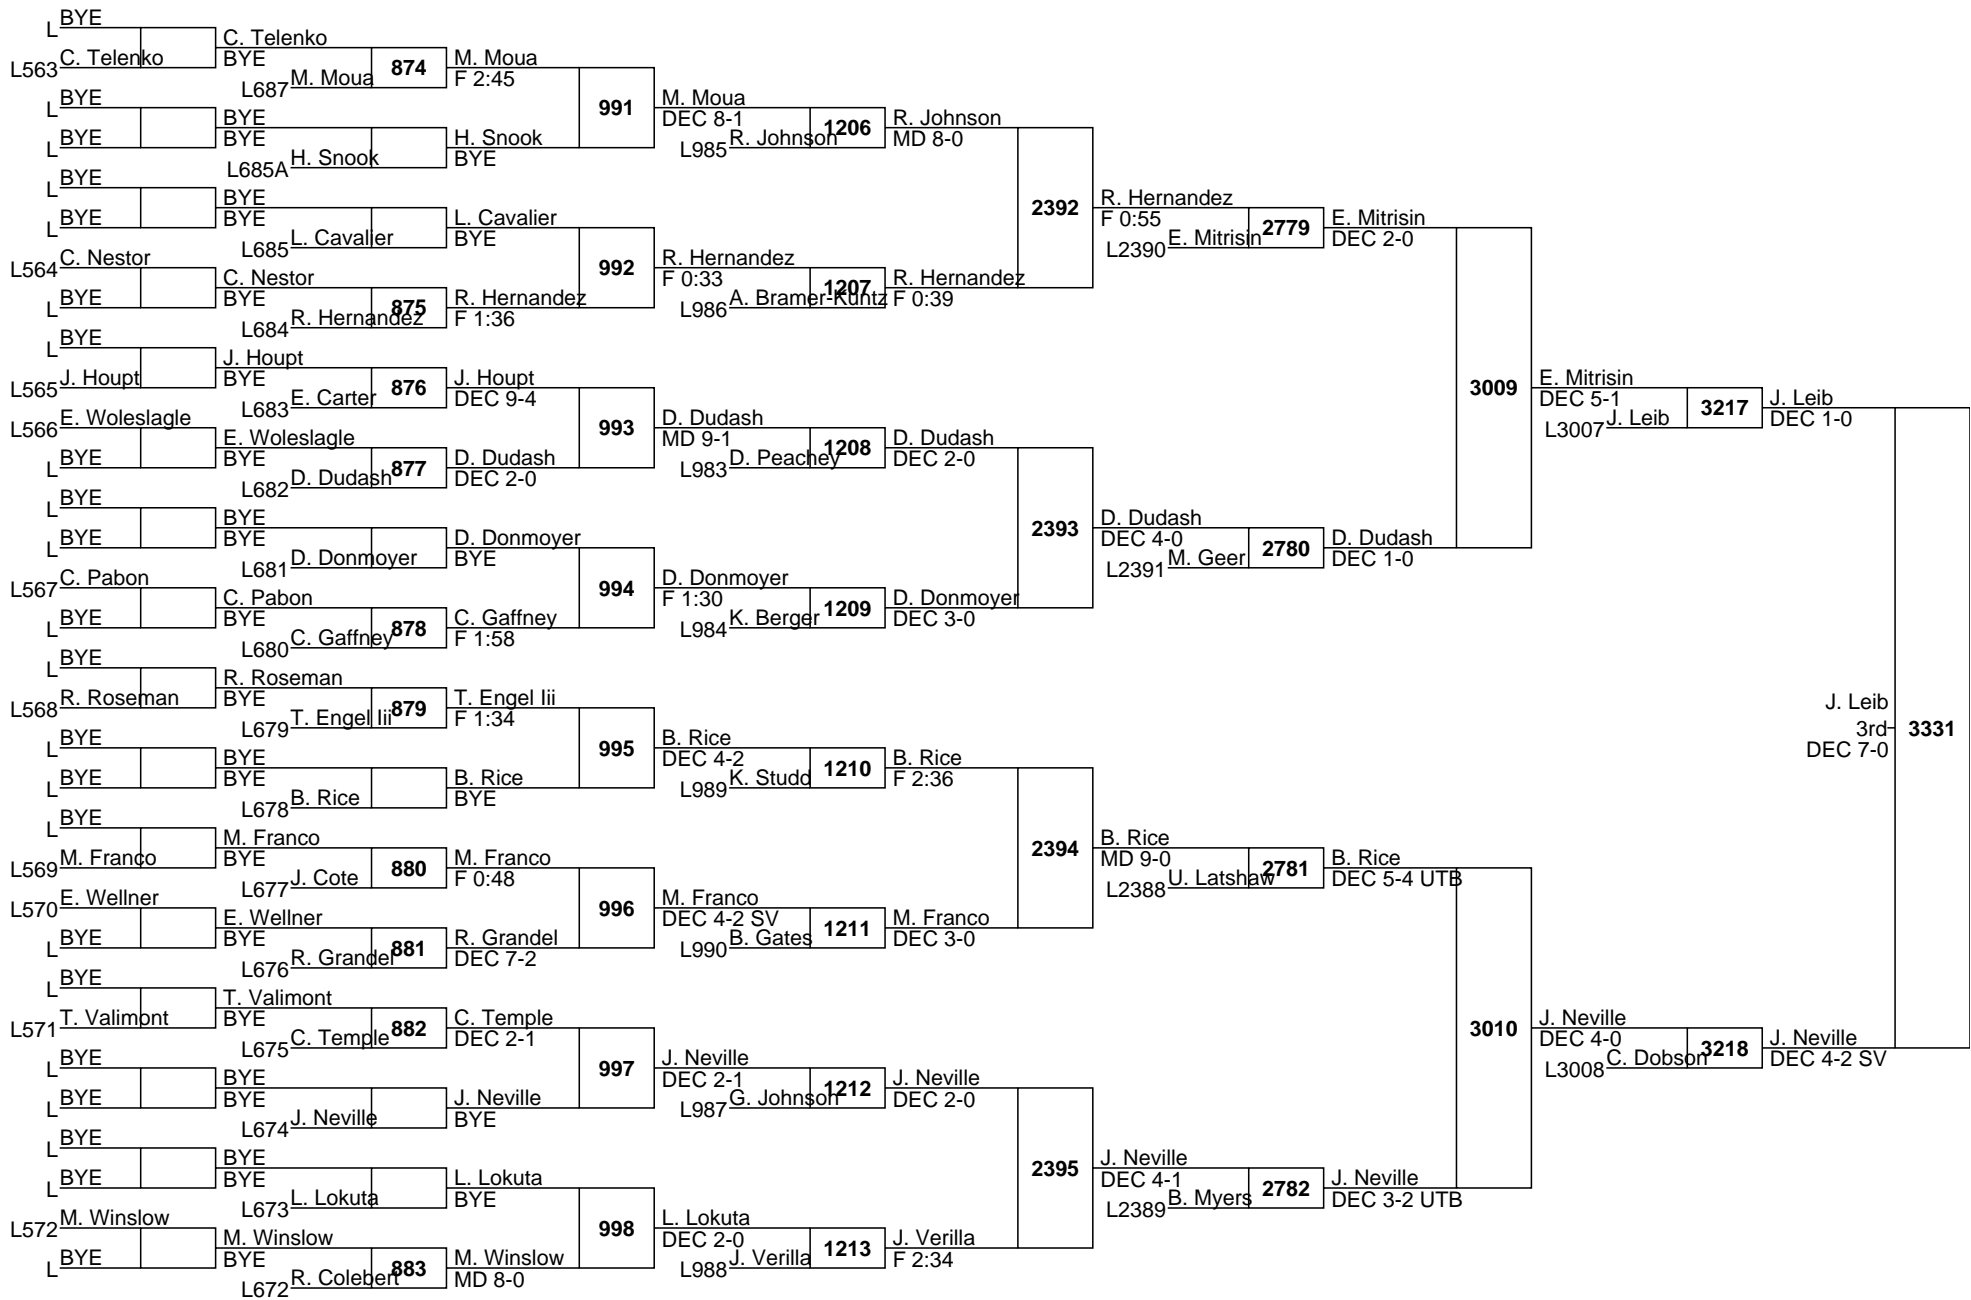 BYE
L
C. Telenko
L563
C. Telenko
BYE
M. Moua
L687
874
M. Moua
F 2:45
BYE
L
BYE
L
BYE
BYE
H. Snook
L685A
H. Snook
BYE
991
M. Moua
DEC 8-1
R. Johnson
L985
1206
R. Johnson
MD 8-0
BYE
L
BYE
L
BYE
BYE
L. Cavalier
L685
L. Cavalier
BYE
C. Nestor
L564
BYE
L
C. Nestor
BYE
R. Hernandez
L684
875
R. Hernandez
F 1:36
992
R. Hernandez
F 0:33
A. Bramer-Kuntz
L986
1207
R. Hernandez
F 0:39
2392
R. Hernandez
F 0:55
E. Mitrisin
L2390
2779
E. Mitrisin
DEC 2-0
BYE
L
J. Houpt
L565
J. Houpt
BYE
E. Carter
L683
876
J. Houpt
DEC 9-4
E. Woleslagle
L566
BYE
L
E. Woleslagle
BYE
D. Dudash
L682
877
D. Dudash
DEC 2-0
993
D. Dudash
MD 9-1
D. Peachey
L983
1208
D. Dudash
DEC 2-0
BYE
L
BYE
L
BYE
BYE
D. Donmoyer
L681
D. Donmoyer
BYE
C. Pabon
L567
BYE
L
C. Pabon
BYE
C. Gaffney
L680
878
C. Gaffney
F 1:58
994
D. Donmoyer
F 1:30
K. Berger
L984
1209
D. Donmoyer
DEC 3-0
2393
D. Dudash
DEC 4-0
M. Geer
L2391
2780
D. Dudash
DEC 1-0
3009
E. Mitrisin
DEC 5-1
J. Leib
L3007
3217
J. Leib
DEC 1-0
BYE
L
R. Roseman
L568
R. Roseman
BYE
T. Engel Iii
L679
879
T. Engel Iii
F 1:34
BYE
L
BYE
L
BYE
BYE
B. Rice
L678
B. Rice
BYE
995
B. Rice
DEC 4-2
K. Studd
L989
1210
B. Rice
F 2:36
BYE
L
M. Franco
L569
M. Franco
BYE
J. Cote
L677
880
M. Franco
F 0:48
E. Wellner
L570
BYE
L
E. Wellner
BYE
R. Grandel
L676
881
R. Grandel
DEC 7-2
996
M. Franco
DEC 4-2 SV
B. Gates
L990
1211
M. Franco
DEC 3-0
2394
B. Rice
MD 9-0
U. Latshaw
L2388
2781
B. Rice
DEC 5-4 UTB
BYE
L
T. Valimont
L571
T. Valimont
BYE
C. Temple
L675
882
C. Temple
DEC 2-1
BYE
L
BYE
L
BYE
BYE
J. Neville
L674
J. Neville
BYE
997
J. Neville
DEC 2-1
G. Johnson
L987
1212
J. Neville
DEC 2-0
BYE
L
BYE
L
BYE
BYE
L. Lokuta
L673
L. Lokuta
BYE
M. Winslow
L572
BYE
L
M. Winslow
BYE
R. Colebert
L672
883
M. Winslow
MD 8-0
998
L. Lokuta
DEC 2-0
J. Verilla
L988
1213
J. Verilla
F 2:34
2395
J. Neville
DEC 4-1
B. Myers
L2389
2782
J. Neville
DEC 3-2 UTB
3010
J. Neville
DEC 4-0
C. Dobson
L3008
3218
J. Neville
DEC 4-2 SV
J. Leib
3rd
DEC 7-0
3331